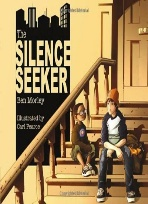 The
SILENCE
SEEKER
Ben Morley
Illustrated by
Carl Pearce